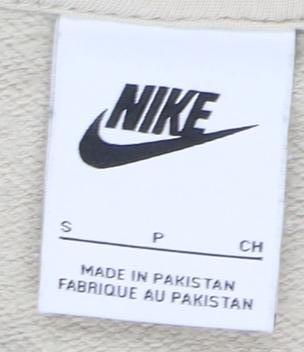 NIKE
S P CH
MADE IN PAKISTAN
FABRIQUE AU PAKISTAN